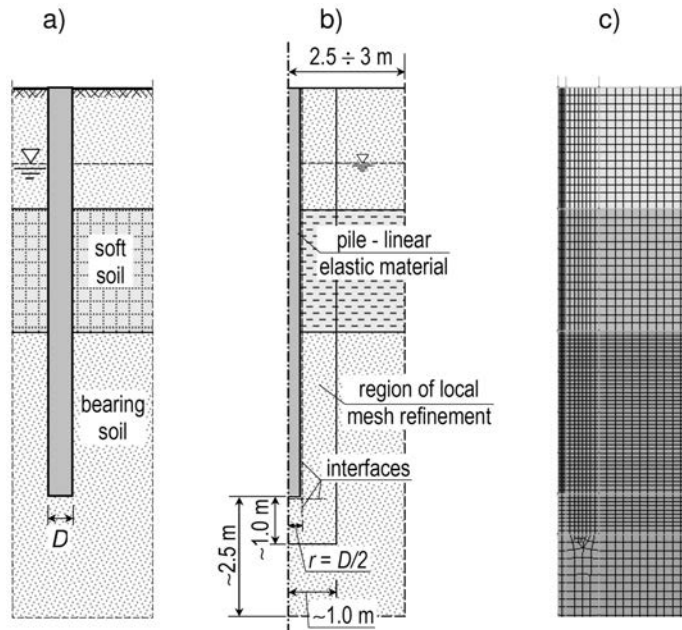 a)
b)
c)
2.5 ÷ 3 m
soft
soil
pile - linear
elastic material
bearing
soil
region of local
mesh refinement
interfaces
~1.0 m
~2.5 m
D
r = D/2
~1.0 m